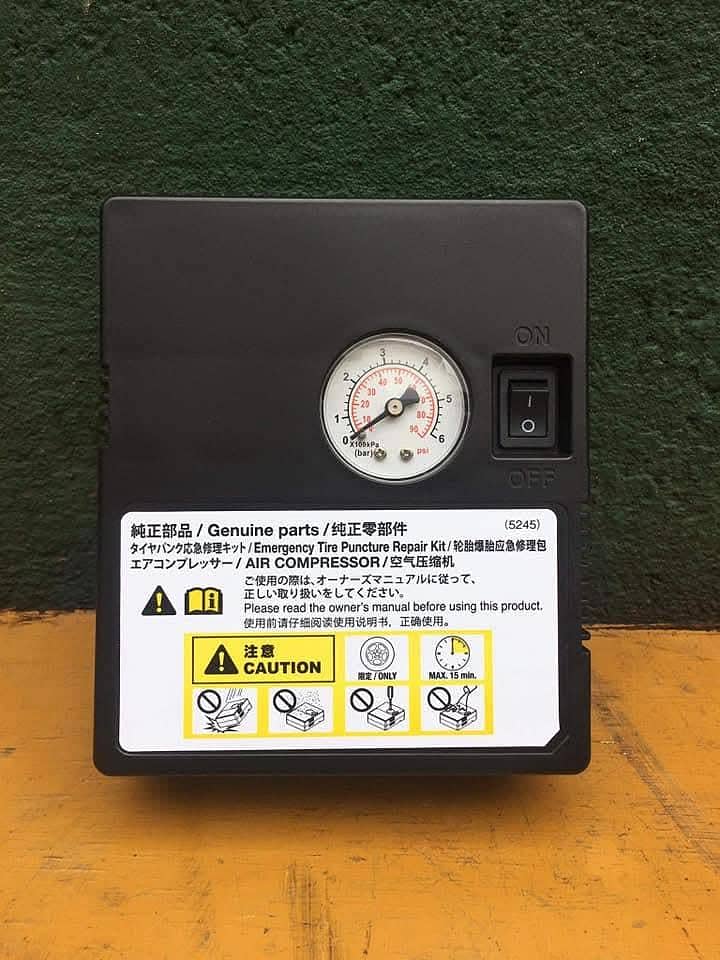 ON
3
2
4
30
40
50
20
1
5
10
80
0
90
6
X100kPa
psi
(bar)
OFF
純正部品 / Genuine parts / 纯正零部件
(5245)
タイヤパンク応急修理キット / Emergency Tire Puncture Repair Kit / 轮胎爆胎应急修理包
エアコンプレッサー / AIR COMPRESSOR / 空气压缩机
ご使用の際は、オーナーズマニュアルに従って、
正しい取り扱いをしてください。
Please read the owner's manual before using this product.
使用前请仔细阅读使用说明书，正确使用。
注意
CAUTION
限定 / ONLY
MAX. 15 min.